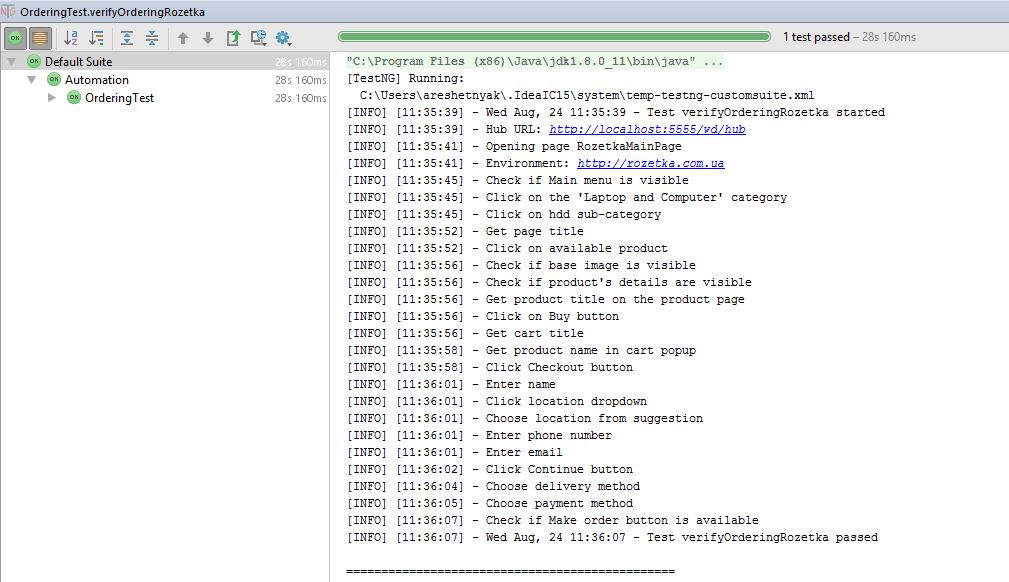 OrderingTest.verifyOrderingRozetka
1 test passed – 28s 160ms
OK Default Suite 28s 160ms
OK Automation 28s 160ms
OK OrderingTest 28s 160ms
"C:\Program Files (x86)\Java\jdk1.8.0_11\bin\java" ...
[TestNG] Running:
C:\Users\areshetnyak\.IdeaIC15\system\temp-testng-customsuite.xml
[INFO] [11:35:39] - Wed Aug, 24 11:35:39 - Test verifyOrderingRozetka started
[INFO] [11:35:39] - Hub URL: http://localhost:5555/wd/hub
[INFO] [11:35:41] - Opening page RozetkaMainPage
[INFO] [11:35:41] - Environment: http://rozetka.com.ua
[INFO] [11:35:45] - Check if Main menu is visible
[INFO] [11:35:45] - Click on the 'Laptop and Computer' category
[INFO] [11:35:45] - Click on hdd sub-category
[INFO] [11:35:52] - Get page title
[INFO] [11:35:52] - Click on available product
[INFO] [11:35:56] - Check if base image is visible
[INFO] [11:35:56] - Check if product's details are visible
[INFO] [11:35:56] - Get product title on the product page
[INFO] [11:35:56] - Click on Buy button
[INFO] [11:35:56] - Get cart title
[INFO] [11:35:58] - Get product name in cart popup
[INFO] [11:35:58] - Click Checkout button
[INFO] [11:36:01] - Enter name
[INFO] [11:36:01] - Click location dropdown
[INFO] [11:36:01] - Choose location from suggestion
[INFO] [11:36:01] - Enter phone number
[INFO] [11:36:01] - Enter email
[INFO] [11:36:02] - Click Continue button
[INFO] [11:36:04] - Choose delivery method
[INFO] [11:36:05] - Choose payment method
[INFO] [11:36:07] - Check if Make order button is available
[INFO] [11:36:07] - Wed Aug, 24 11:36:07 - Test verifyOrderingRozetka passed
===============================================